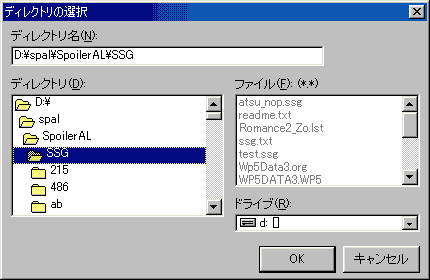 ディレクトリの選択
ディレクトリ名(N):
D:¥spal¥SpoilerAL¥SSG
ディレクトリ(D):
D:¥
spal
SpoilerAL
SSG
215
486
ab
ファイル(F): (**)
atsu_nop.ssg
readme.txt
Romance2_Zo.lst
ssg.txt
test.ssg
Wp5Data3.org
WP5DATA3.WP5
ドライブ(R):
d: []
OK
キャンセル